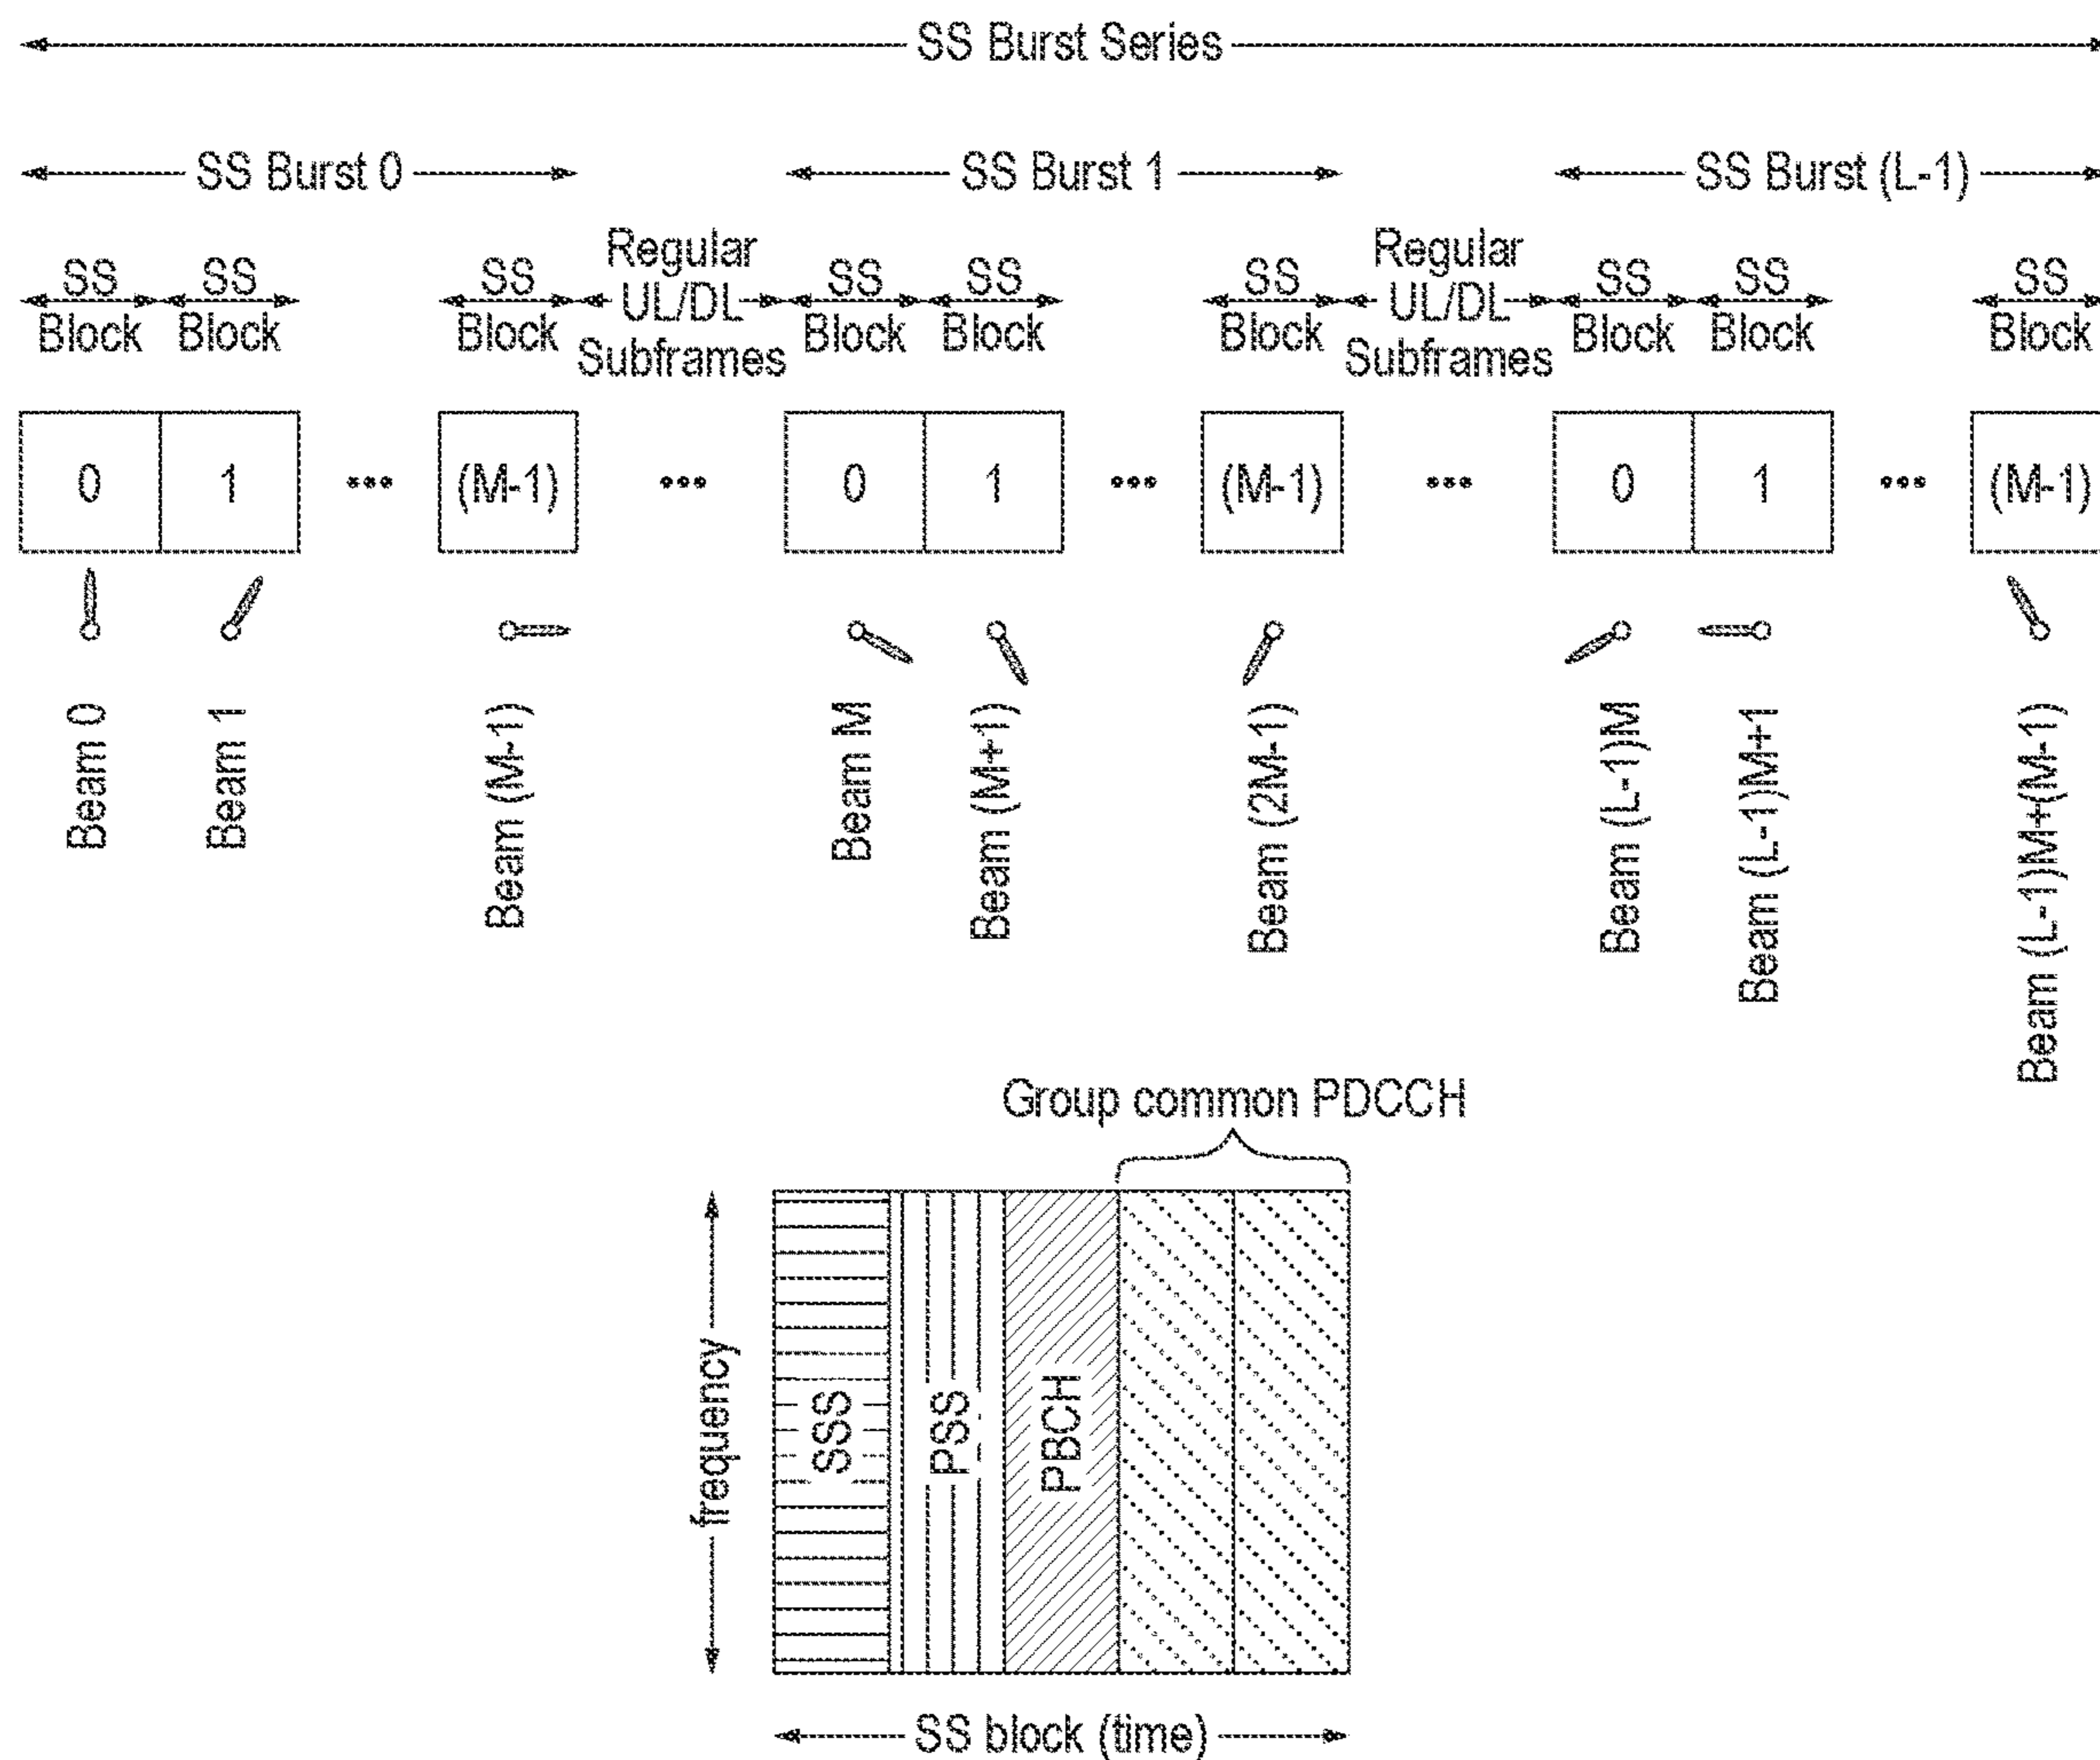 SS Burst Series
SS Burst 0 SS Burst 1 SS Burst (L-1)
SS Block SS Block SS Block Regular UL/DL Subframes SS Block SS Block SS Block Regular UL/DL Subframes SS Block SS Block SS Block
0 1 ••• (M-1) ••• 0 1 ••• (M-1) ••• 0 1 ••• (M-1)
Beam 0
Beam 1
Beam (M-1)
Beam M
Beam (M+1)
Beam (2M-1)
Beam (L-1)M
Beam (L-1)M+1
Beam (L-1)M+(M-1)
Group common PDCCH
frequency
SSS
PSS
PBCH
SS block (time)